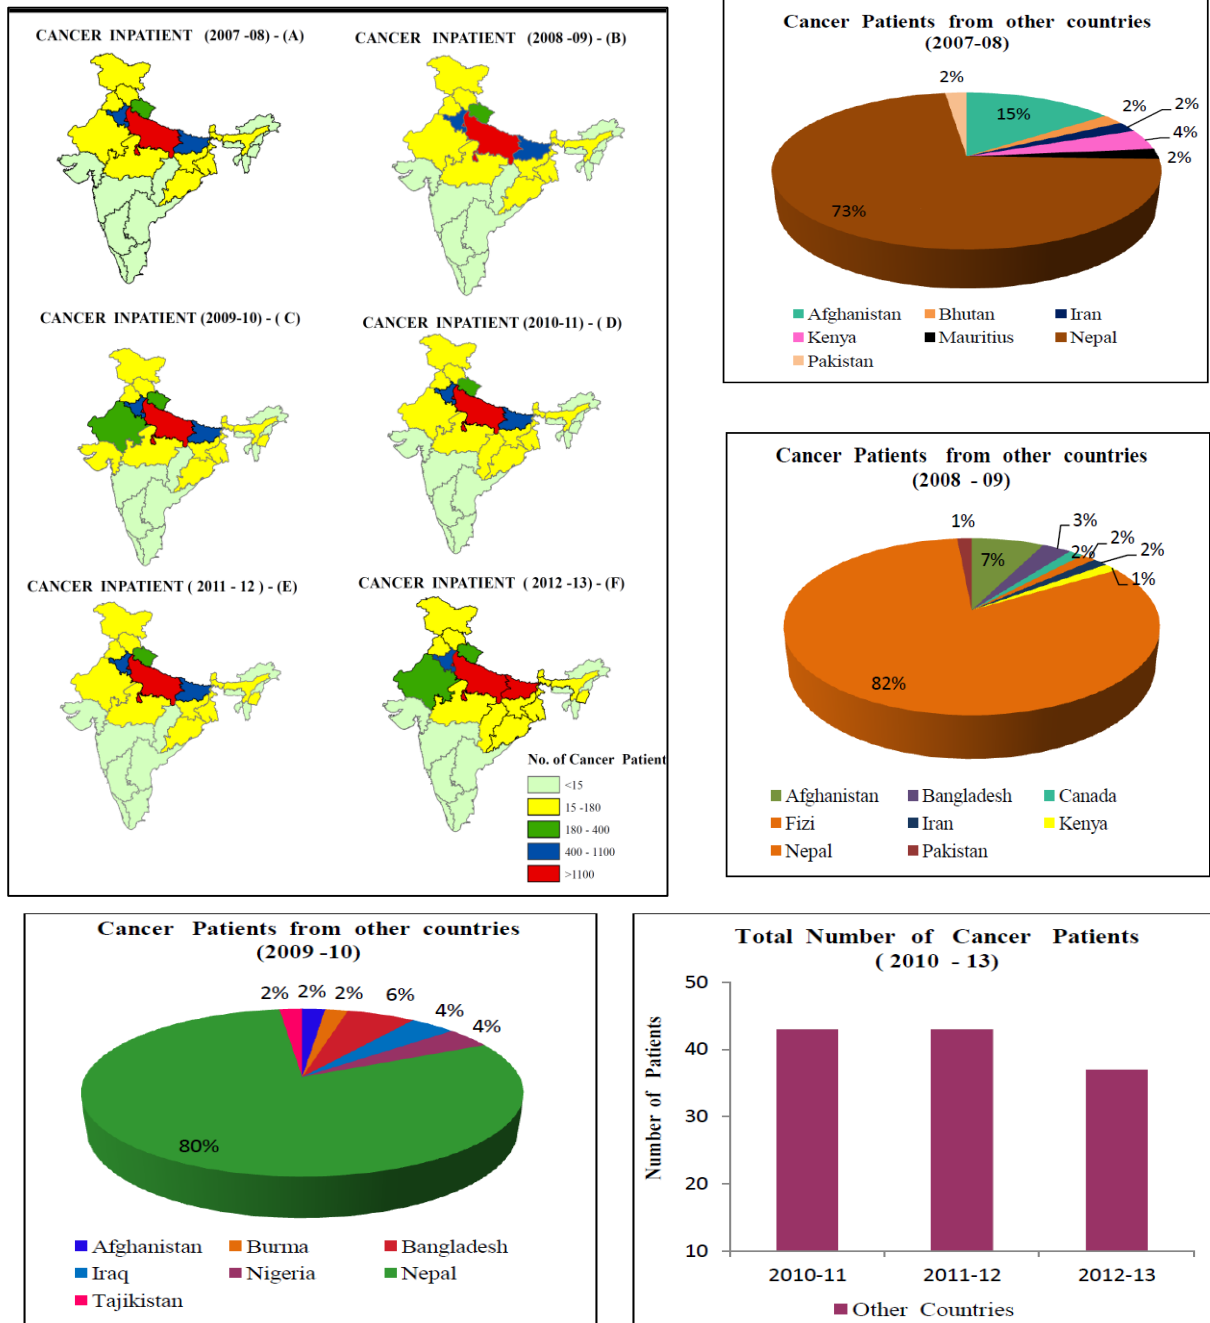 CANCER INPATIENT (2007 -08) - (A)
CANCER INPATIENT (2008 -09) - (B)
CANCER INPATIENT (2009-10) - ( C)
CANCER INPATIENT (2010-11) - ( D)
CANCER INPATIENT ( 2011 - 12 ) - (E)
CANCER INPATIENT ( 2012 -13) - (F)
No. of Cancer Patient
<15
15 -180
180 - 400
400 - 1100
>1100
Cancer Patients from other countries
(2007-08)
2%
15%
2%
2%
4%
2%
73%
Afghanistan
Bhutan
Iran
Kenya
Mauritius
Nepal
Pakistan
Cancer Patients from other countries
(2008 - 09)
1%
7%
3%
2%
2%
2%
1%
82%
Afghanistan
Bangladesh
Canada
Fizi
Iran
Kenya
Nepal
Pakistan
Cancer Patients from other countries
(2009 -10)
2%
2%
2%
6%
4%
4%
80%
Afghanistan
Burma
Bangladesh
Iraq
Nigeria
Nepal
Tajikistan
Total Number of Cancer Patients
( 2010 - 13)
Number of Patients
50
40
30
20
10
2010-11
2011-12
2012-13
Other Countries